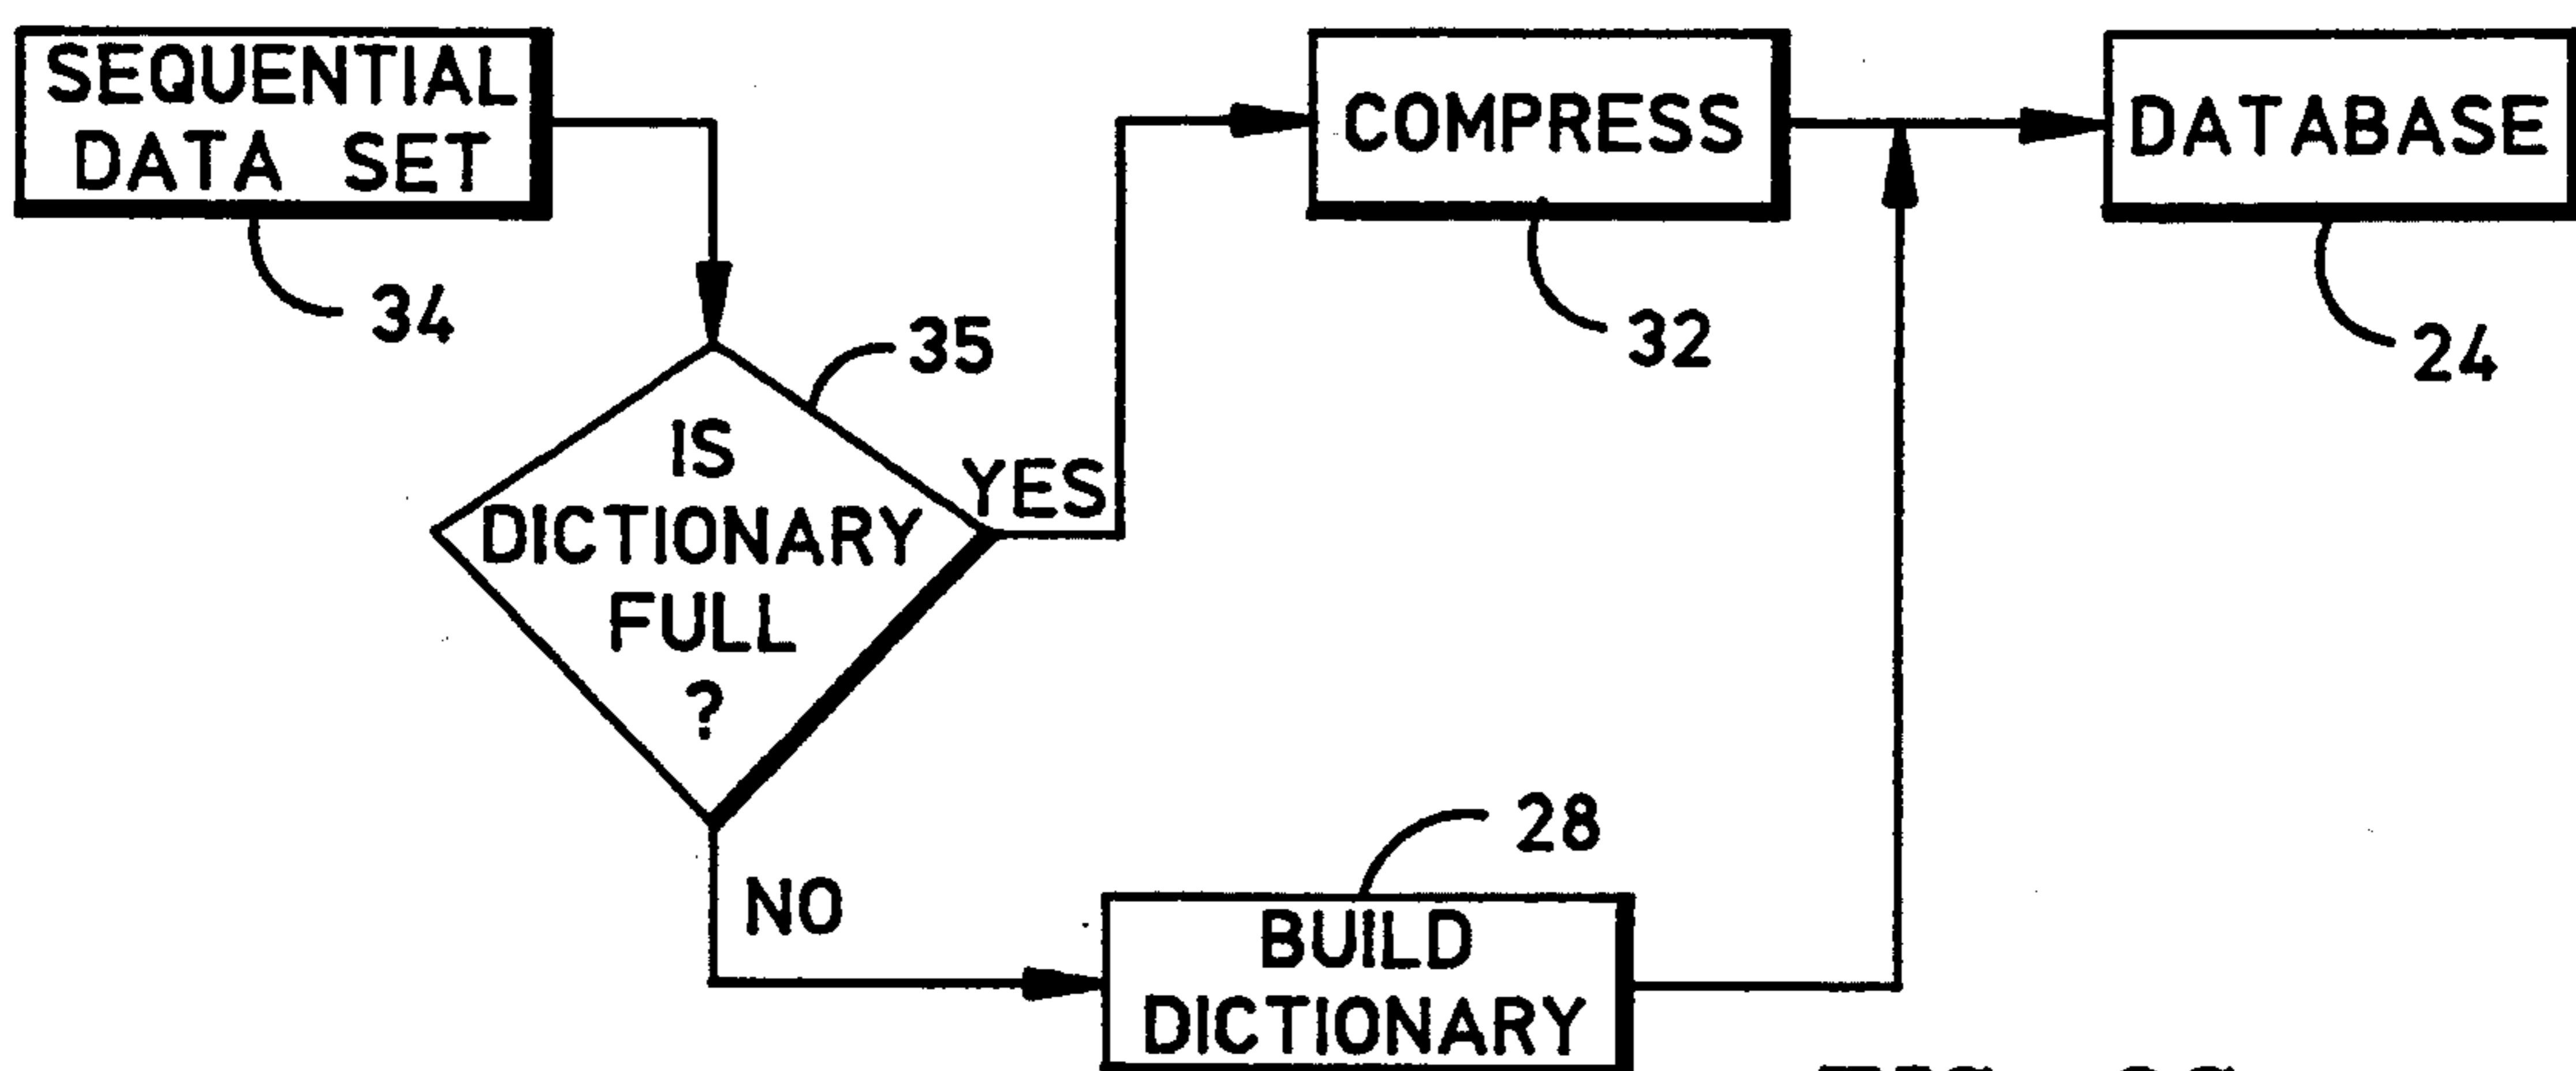 SEQUENTIAL
DATA SET
34
COMPRESS
32
DATABASE
24
35
IS
DICTIONARY
FULL
?
YES
NO
28
BUILD
DICTIONARY